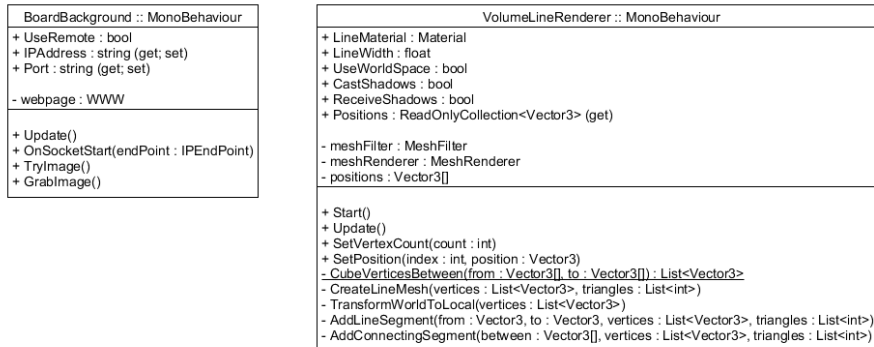 BoardBackground :: MonoBehaviour
+ UseRemote : bool
+ IPAddress : string (get; set)
+ Port : string (get; set)
- webpage : WWW
+ Update()
+ OnSocketStart(endPoint : IPEndPoint)
+ TryImage()
+ GrabImage()
VolumeLineRenderer :: MonoBehaviour
+ LineMaterial : Material
+ LineWidth : float
+ UseWorldSpace : bool
+ CastShadows : bool
+ ReceiveShadows : bool
+ Positions : ReadOnlyCollection<Vector3> (get)
- meshFilter : MeshFilter
- meshRenderer : MeshRenderer
- positions : Vector3[]
+ Start()
+ Update()
+ SetVertexCount(count : int)
+ SetPosition(index : int, position : Vector3)
- CubeVerticesBetween(from : Vector3[], to : Vector3[]) : List<Vector3>
- CreateLineMesh(vertices : List<Vector3>, triangles : List<int>)
- TransformWorldToLocal(vertices : List<Vector3>)
- AddLineSegment(from : Vector3, to : Vector3, vertices : List<Vector3>, triangles : List<int>)
- AddConnectingSegment(between : Vector3[], vertices : List<Vector3>, triangles : List<int>)